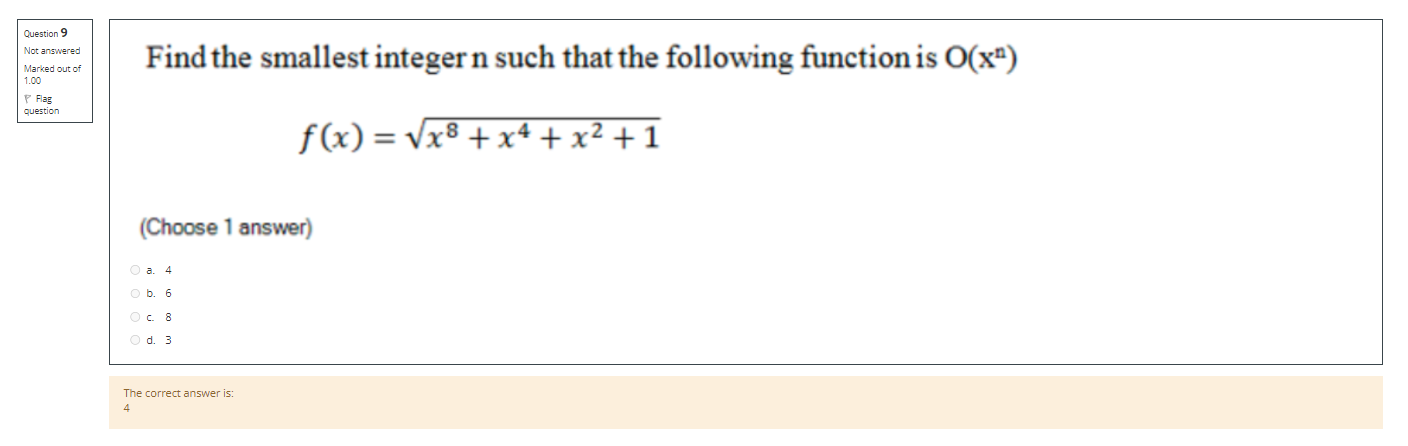 Question 9
Not answered
Marked out of
1.00
Flag
question
Find the smallest integer n such that the following function is O(xⁿ)
f(x) = √x⁸ + x⁴ + x² + 1
(Choose 1 answer)
a. 4
b. 6
c. 8
d. 3
The correct answer is:
4